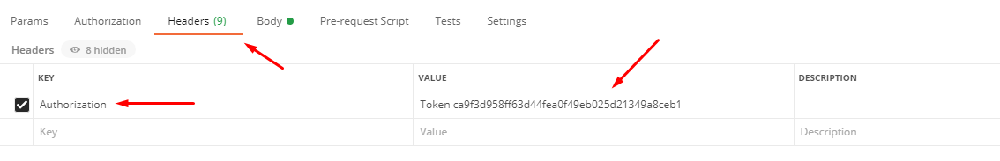 Params Authorization Headers (9) Body Pre-request Script Tests Settings
Headers 8 hidden
KEY VALUE DESCRIPTION
Authorization Token ca9f3d958ff63d44fea0f49eb025d21349a8ceb1
Key Value Description